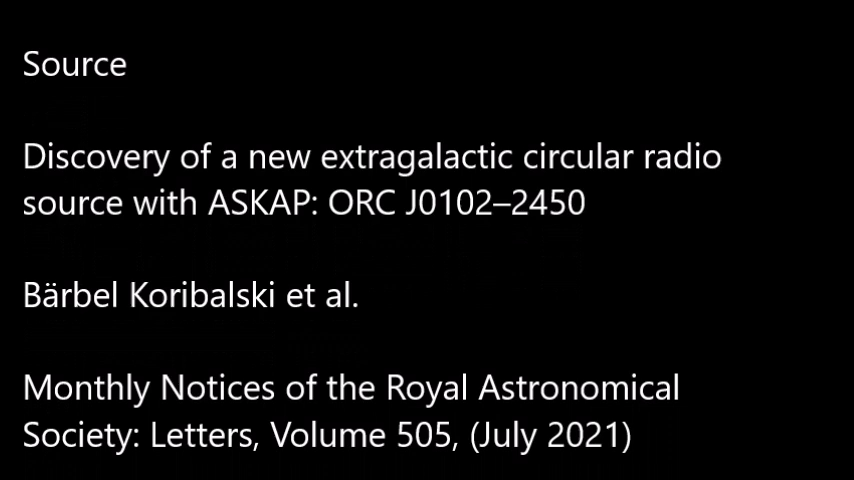 Source
Discovery of a new extragalactic circular radio
source with ASKAP: ORC J0102–2450
Bärbel Koribalski et al.
Monthly Notices of the Royal Astronomical
Society: Letters, Volume 505, (July 2021)